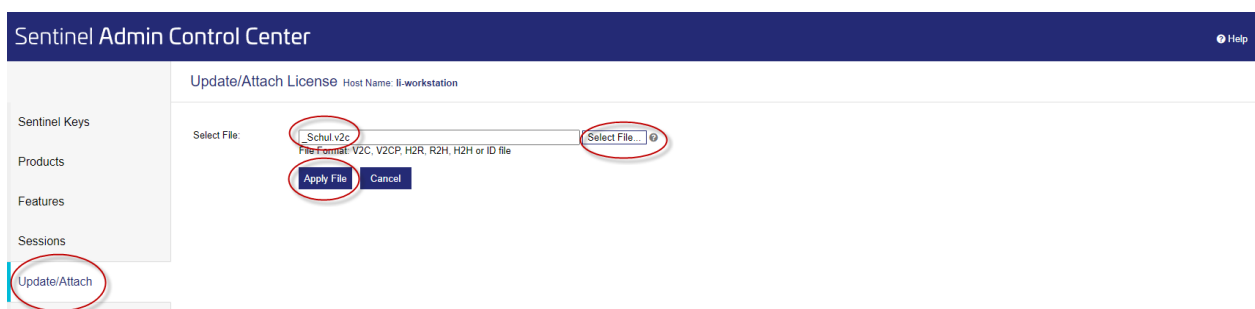 Sentinel Admin Control Center
Help
Update/Attach License Host Name: li-workstation
Sentinel Keys
Products
Features
Sessions
Update/Attach
Select File: _Schul.v2c Select File...
File Format: V2C, V2CP, H2R, R2H, H2H or ID file
Apply File Cancel